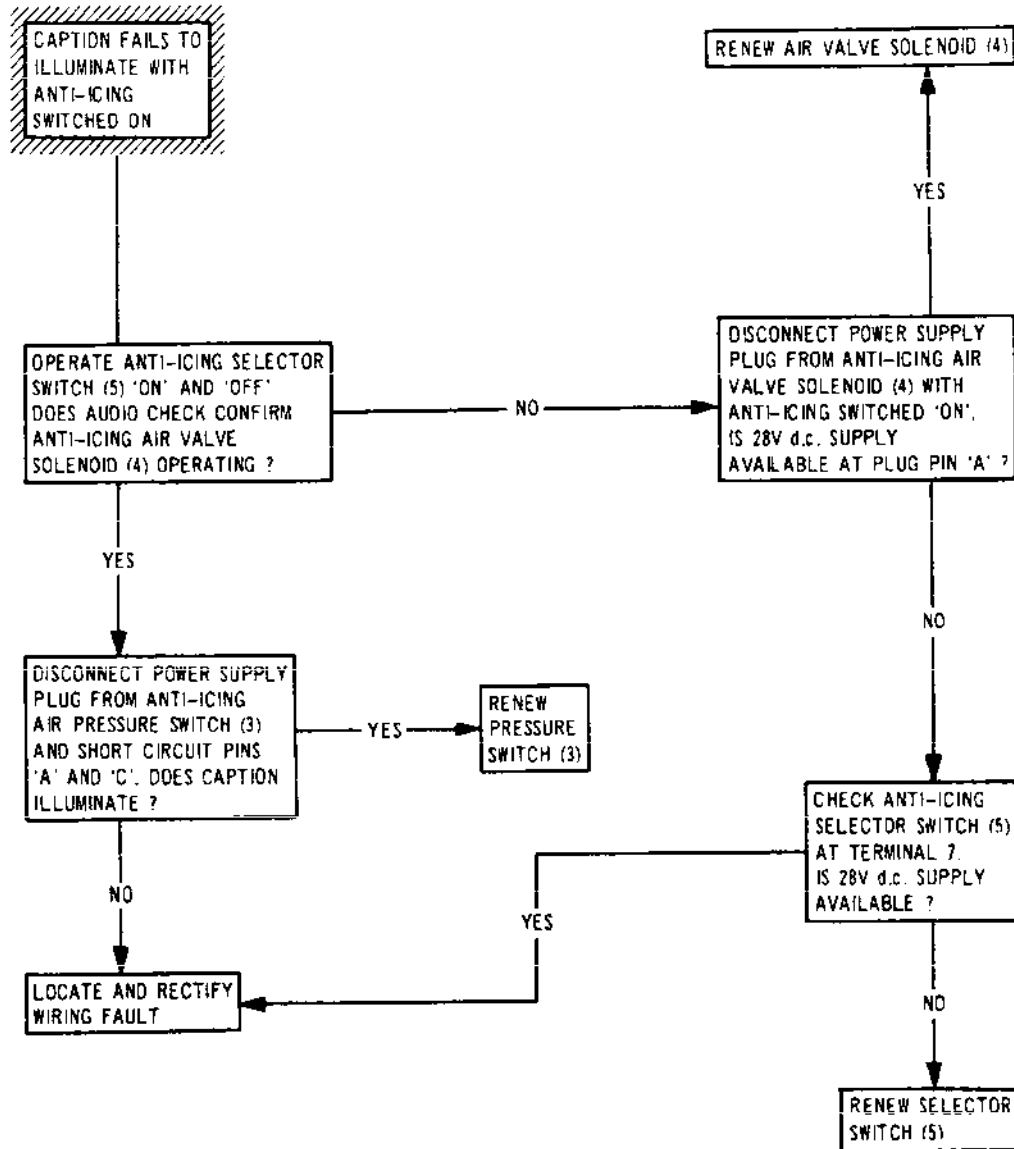 CAPTION FAILS TO
ILLUMINATE WITH
ANTI-ICING
SWITCHED ON
RENEW AIR VALVE SOLENOID (4)
YES
OPERATE ANTI-ICING SELECTOR
SWITCH (5) 'ON' AND 'OFF'
DOES AUDIO CHECK CONFIRM
ANTI-ICING AIR VALVE
SOLENOID (4) OPERATING ?
NO
DISCONNECT POWER SUPPLY
PLUG FROM ANTI-ICING AIR
VALVE SOLENOID (4) WITH
ANTI-ICING SWITCHED 'ON',
IS 28V d.c. SUPPLY
AVAILABLE AT PLUG PIN 'A' ?
YES
NO
DISCONNECT POWER SUPPLY
PLUG FROM ANTI-ICING
AIR PRESSURE SWITCH (3)
AND SHORT CIRCUIT PINS
'A' AND 'C'. DOES CAPTION
ILLUMINATE ?
YES
RENEW
PRESSURE
SWITCH (3)
CHECK ANTI-ICING
SELECTOR SWITCH (5)
AT TERMINAL 7.
IS 28V d.c. SUPPLY
AVAILABLE ?
NO
YES
LOCATE AND RECTIFY
WIRING FAULT
NO
RENEW SELECTOR
SWITCH (5)